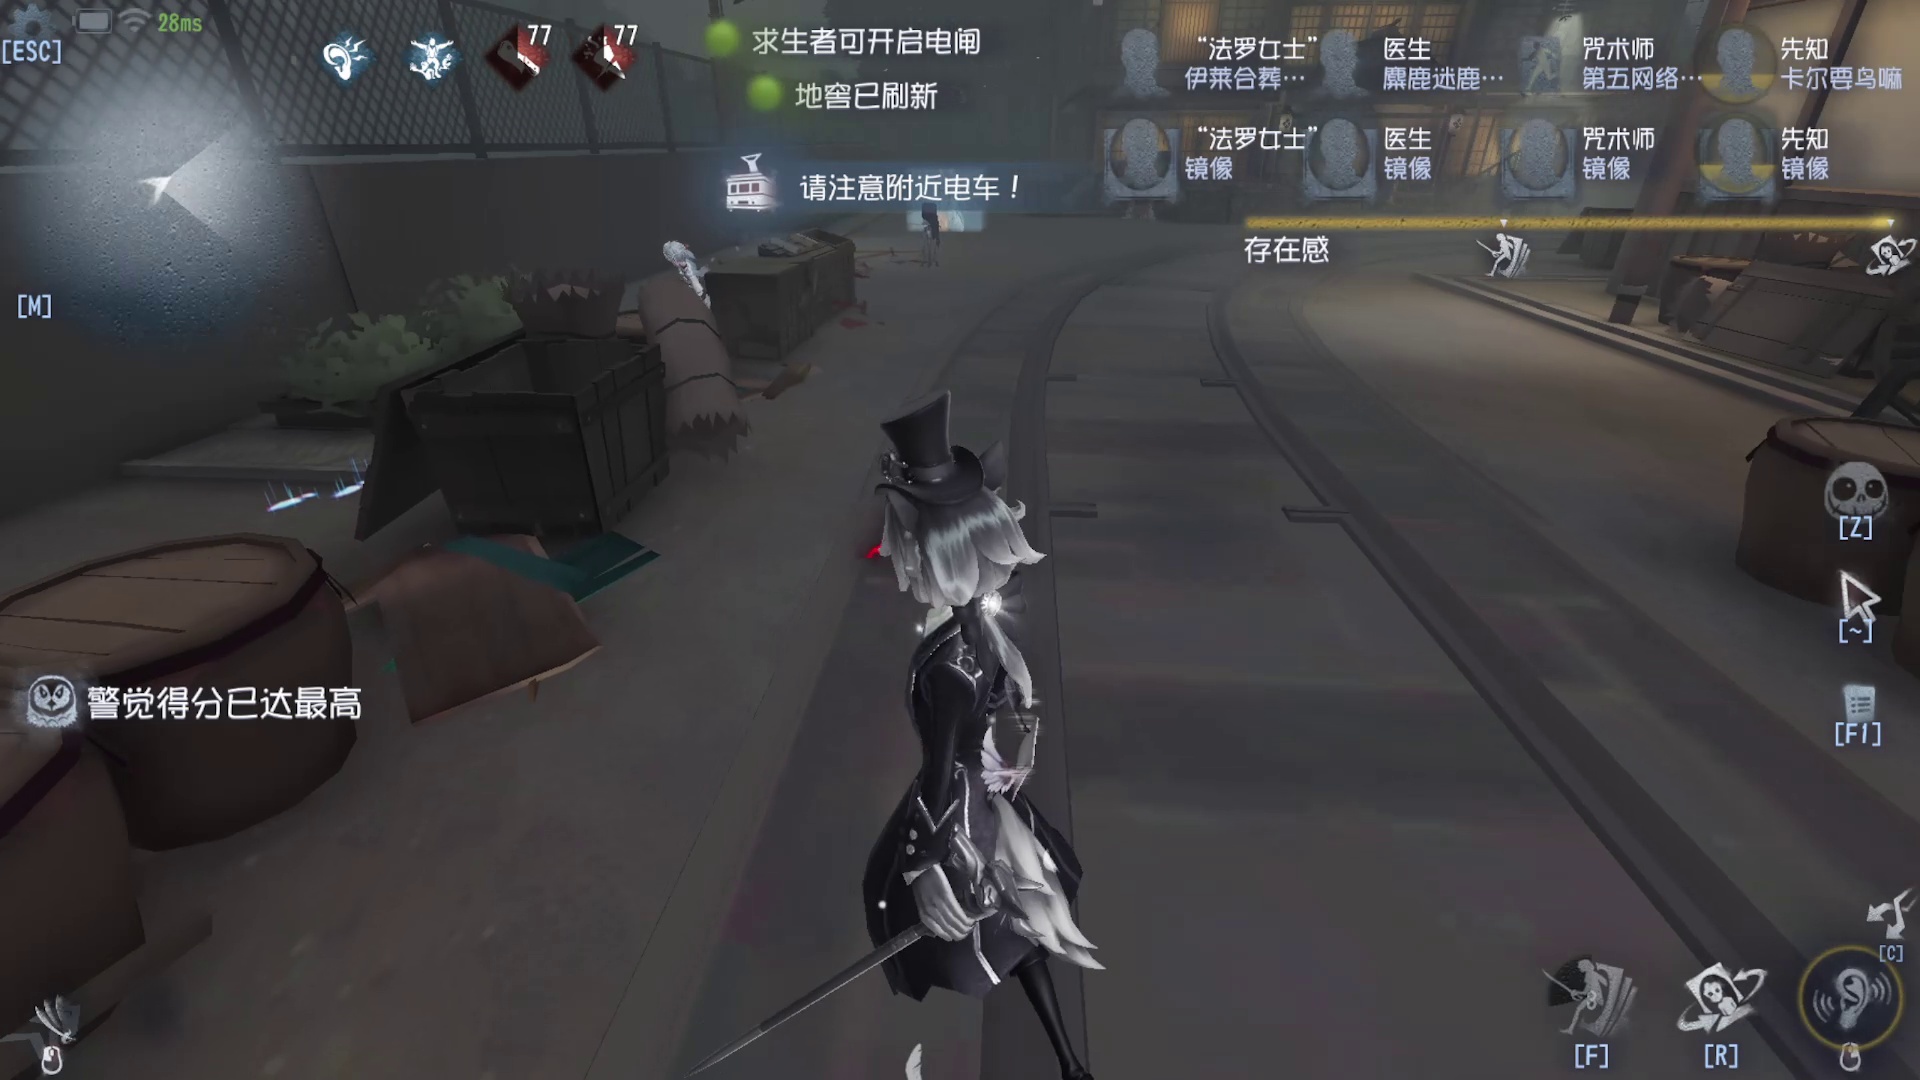 28ms
[ESC]
77
77
求生者可开启电闸
地窖已刷新
请注意附近电车！
“法罗女士”
伊莱合葬…
医生
麋鹿迷鹿…
咒术师
第五网络…
先知
卡尔要鸟嘛
“法罗女士”
镜像
医生
镜像
咒术师
镜像
先知
镜像
存在感
[M]
[Z]
[~]
[F1]
警觉得分已达最高
[C]
[F]
[R]